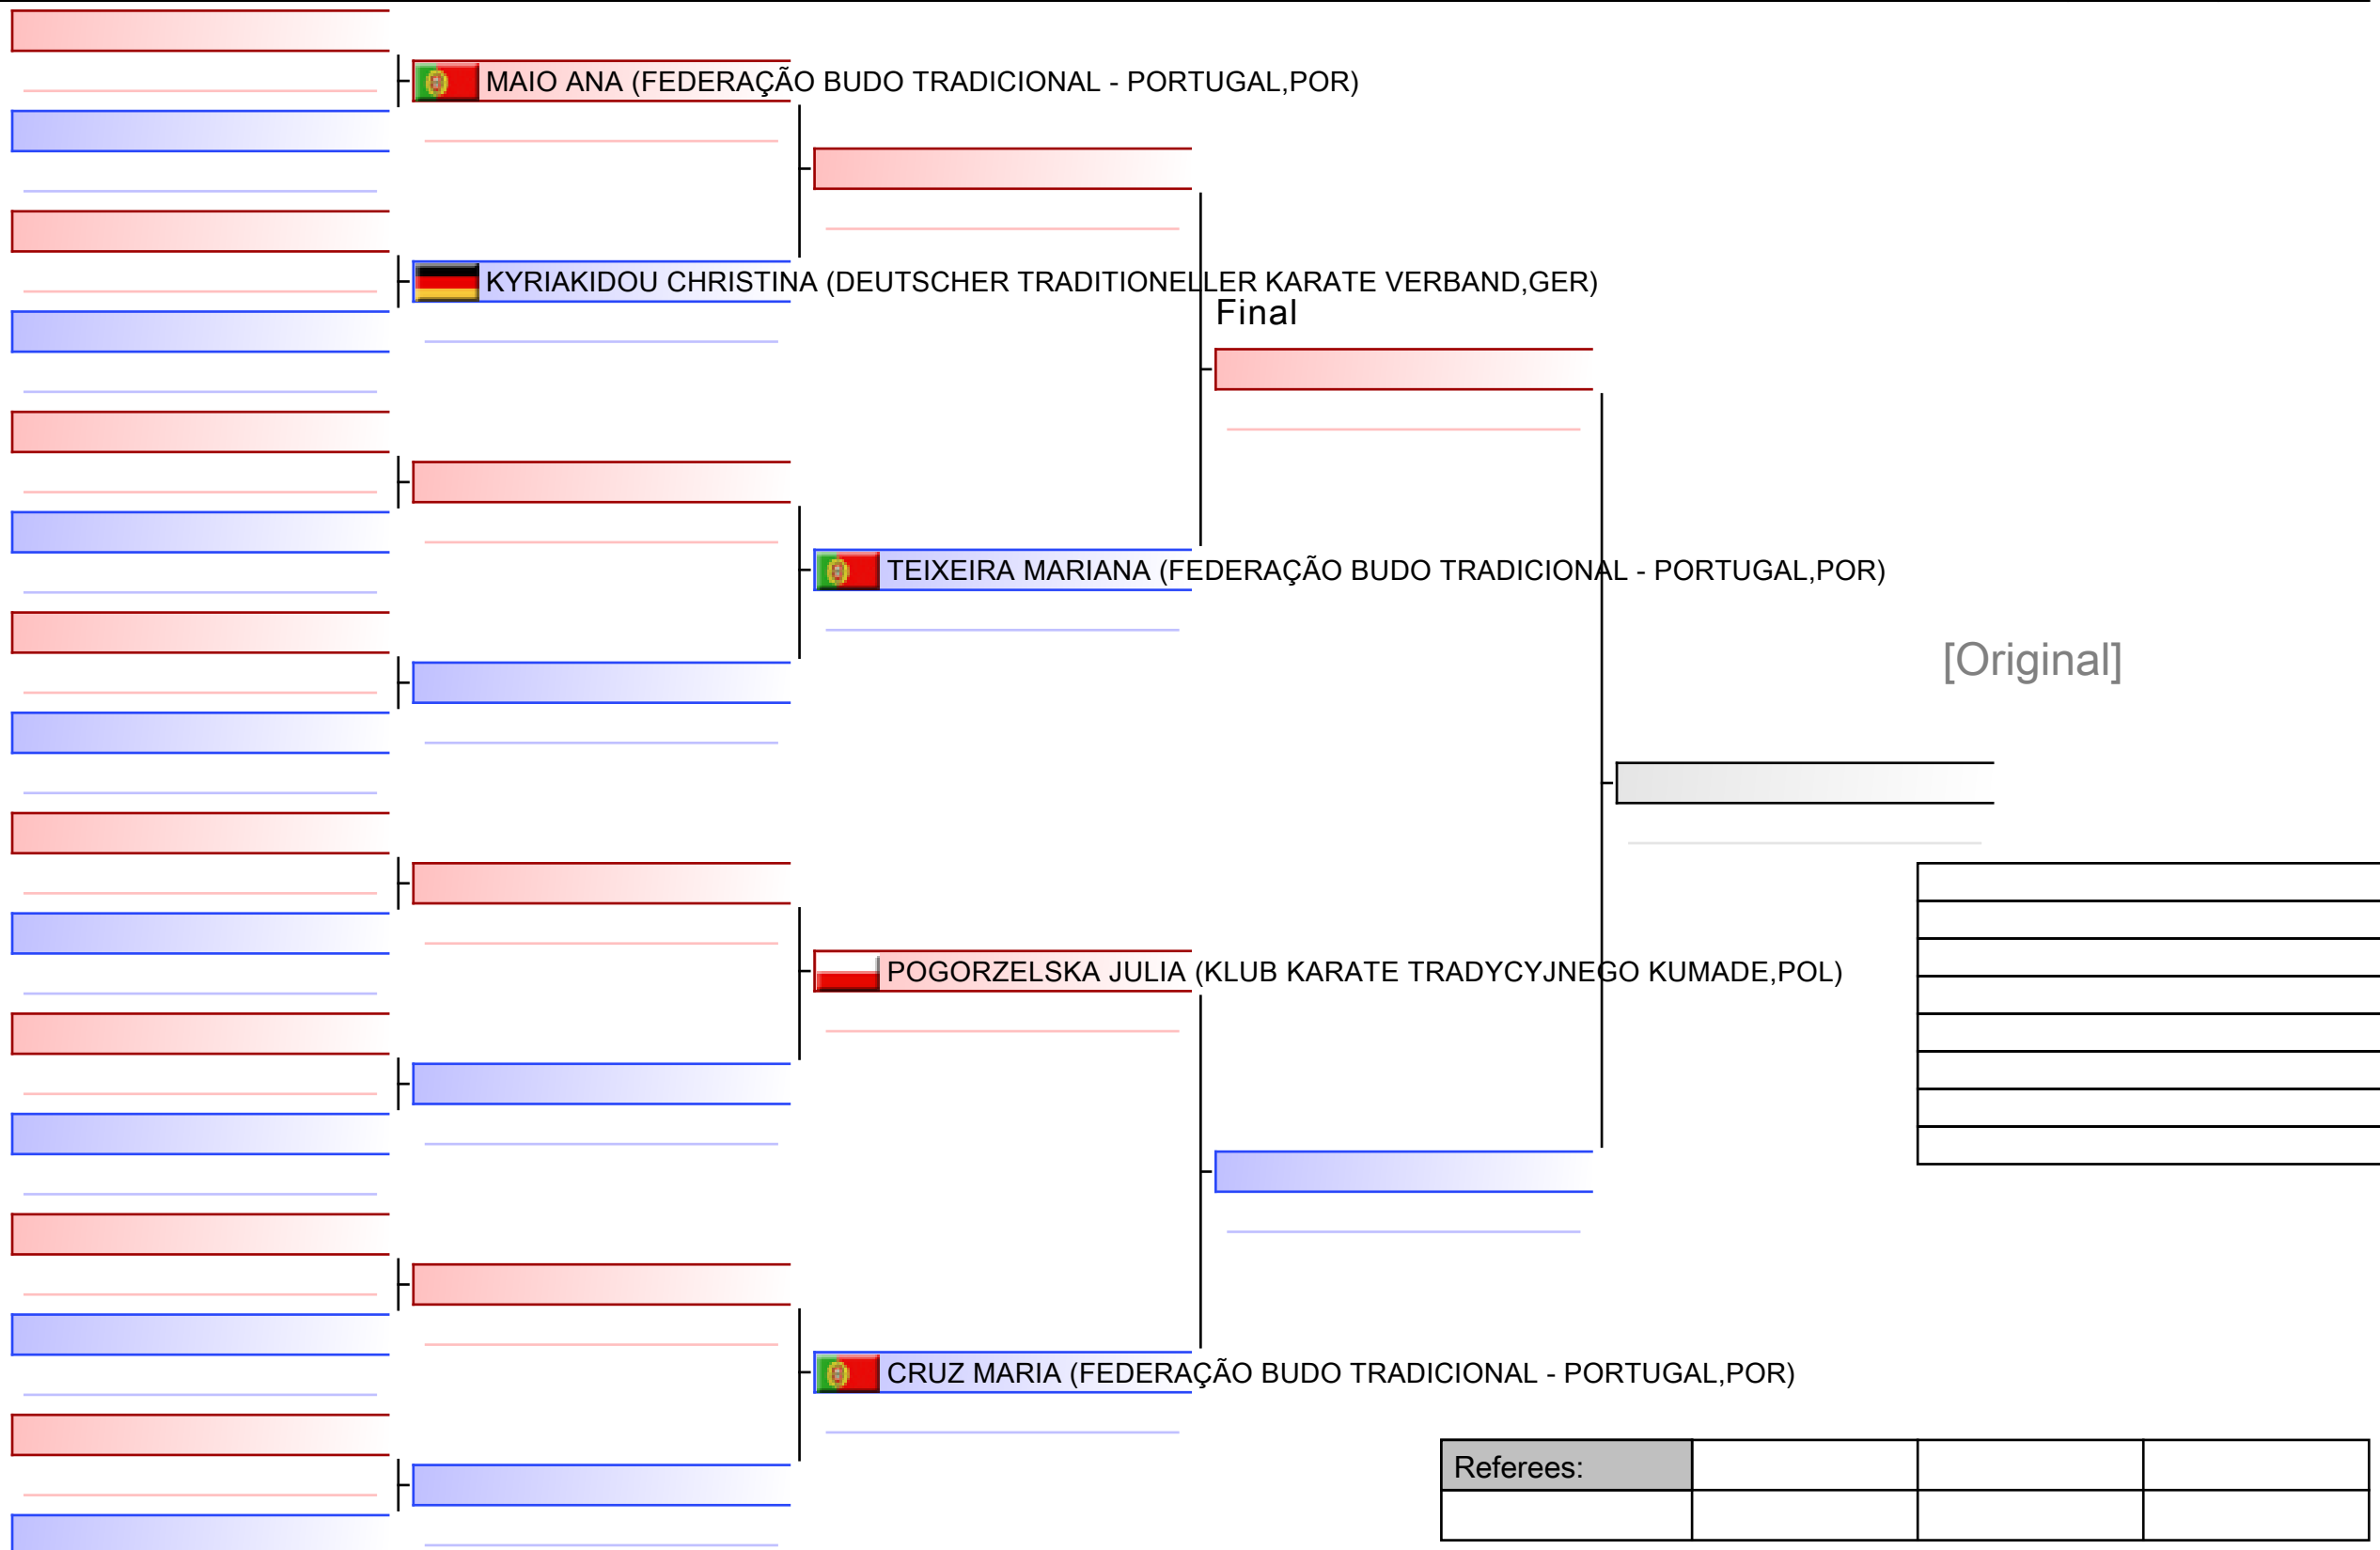 MAIO ANA (FEDERAÇÃO BUDO TRADICIONAL - PORTUGAL,POR)
KYRIAKIDOU CHRISTINA (DEUTSCHER TRADITIONELLER KARATE VERBAND,GER)
Final
TEIXEIRA MARIANA (FEDERAÇÃO BUDO TRADICIONAL - PORTUGAL,POR)
[Original]
POGORZELSKA JULIA (KLUB KARATE TRADYCYJNEGO KUMADE,POL)
CRUZ MARIA (FEDERAÇÃO BUDO TRADICIONAL - PORTUGAL,POR)
Referees: